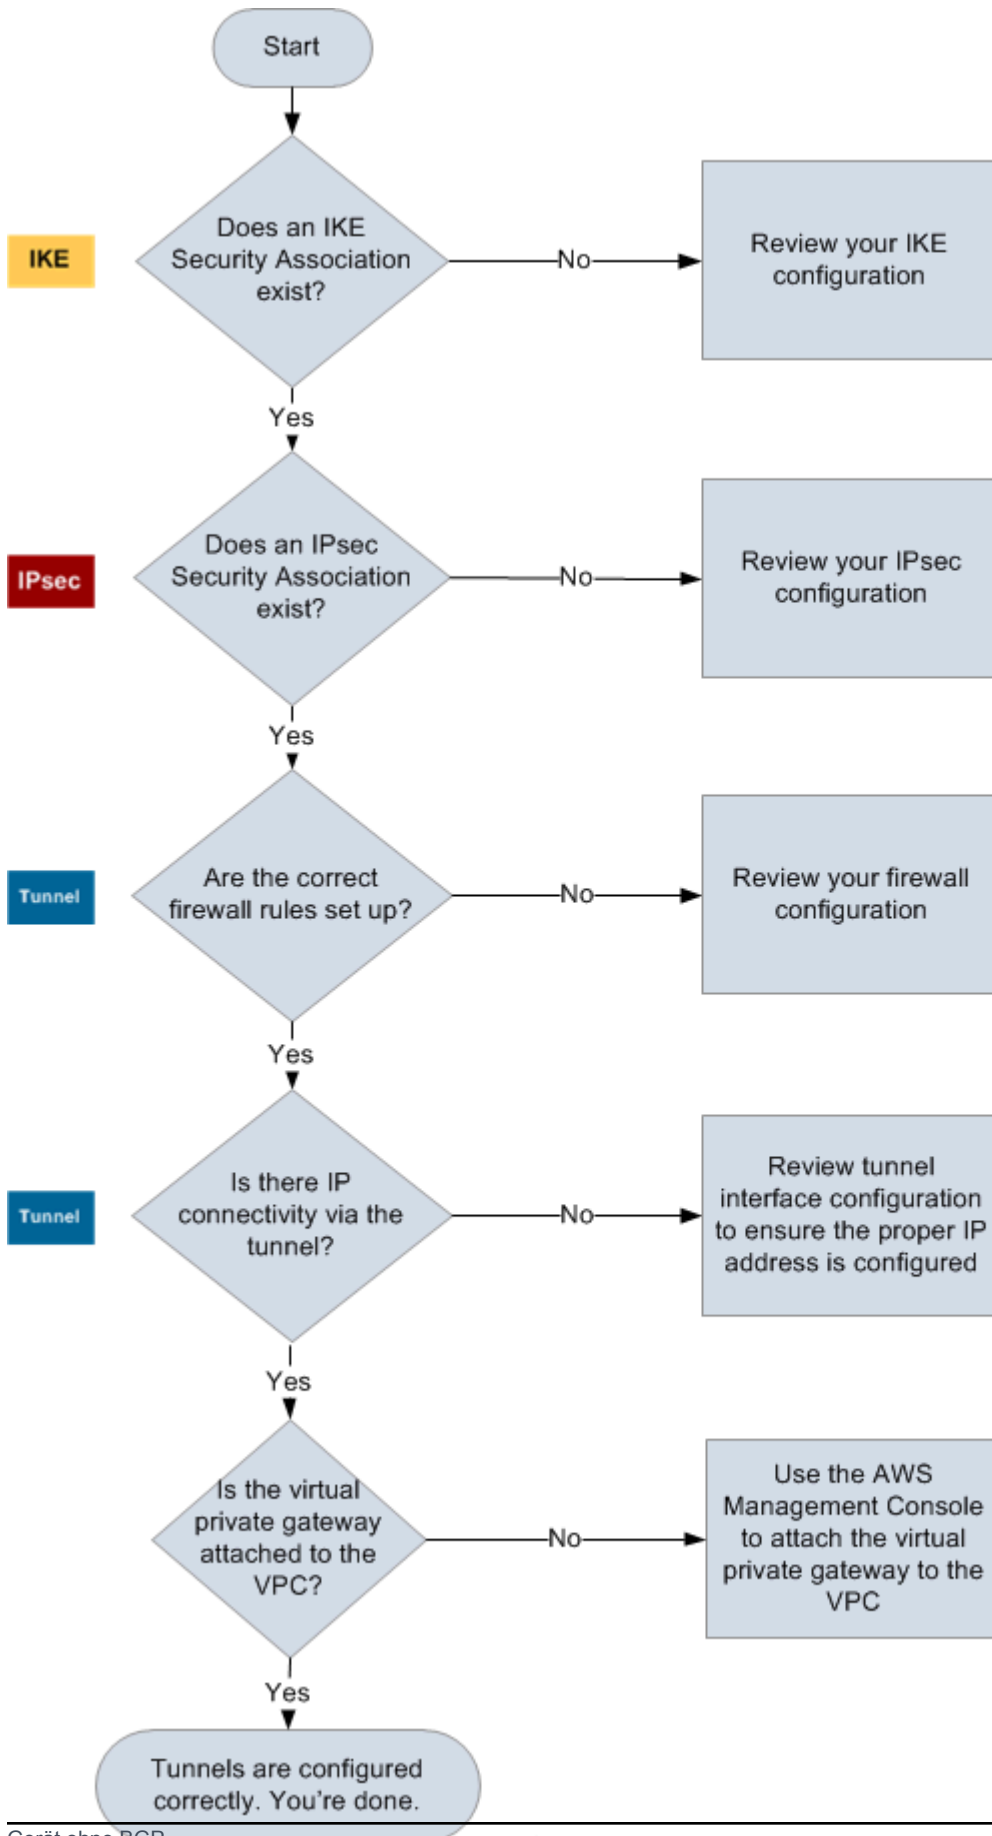 Start
Does an IKE
Security Association
exist?
IKE
No
Review your IKE
configuration
Yes
Does an IPsec
Security Association
exist?
IPsec
No
Review your IPsec
configuration
Yes
Are the correct
firewall rules set up?
Tunnel
No
Review your firewall
configuration
Yes
Is there IP
connectivity via the
tunnel?
Tunnel
No
Review tunnel
interface configuration
to ensure the proper IP
address is configured
Yes
Is the virtual
private gateway
attached to the
VPC?
No
Use the AWS
Management Console
to attach the virtual
private gateway to the
VPC
Yes
Tunnels are configured
correctly. You're done.
Gerät ohne BGP